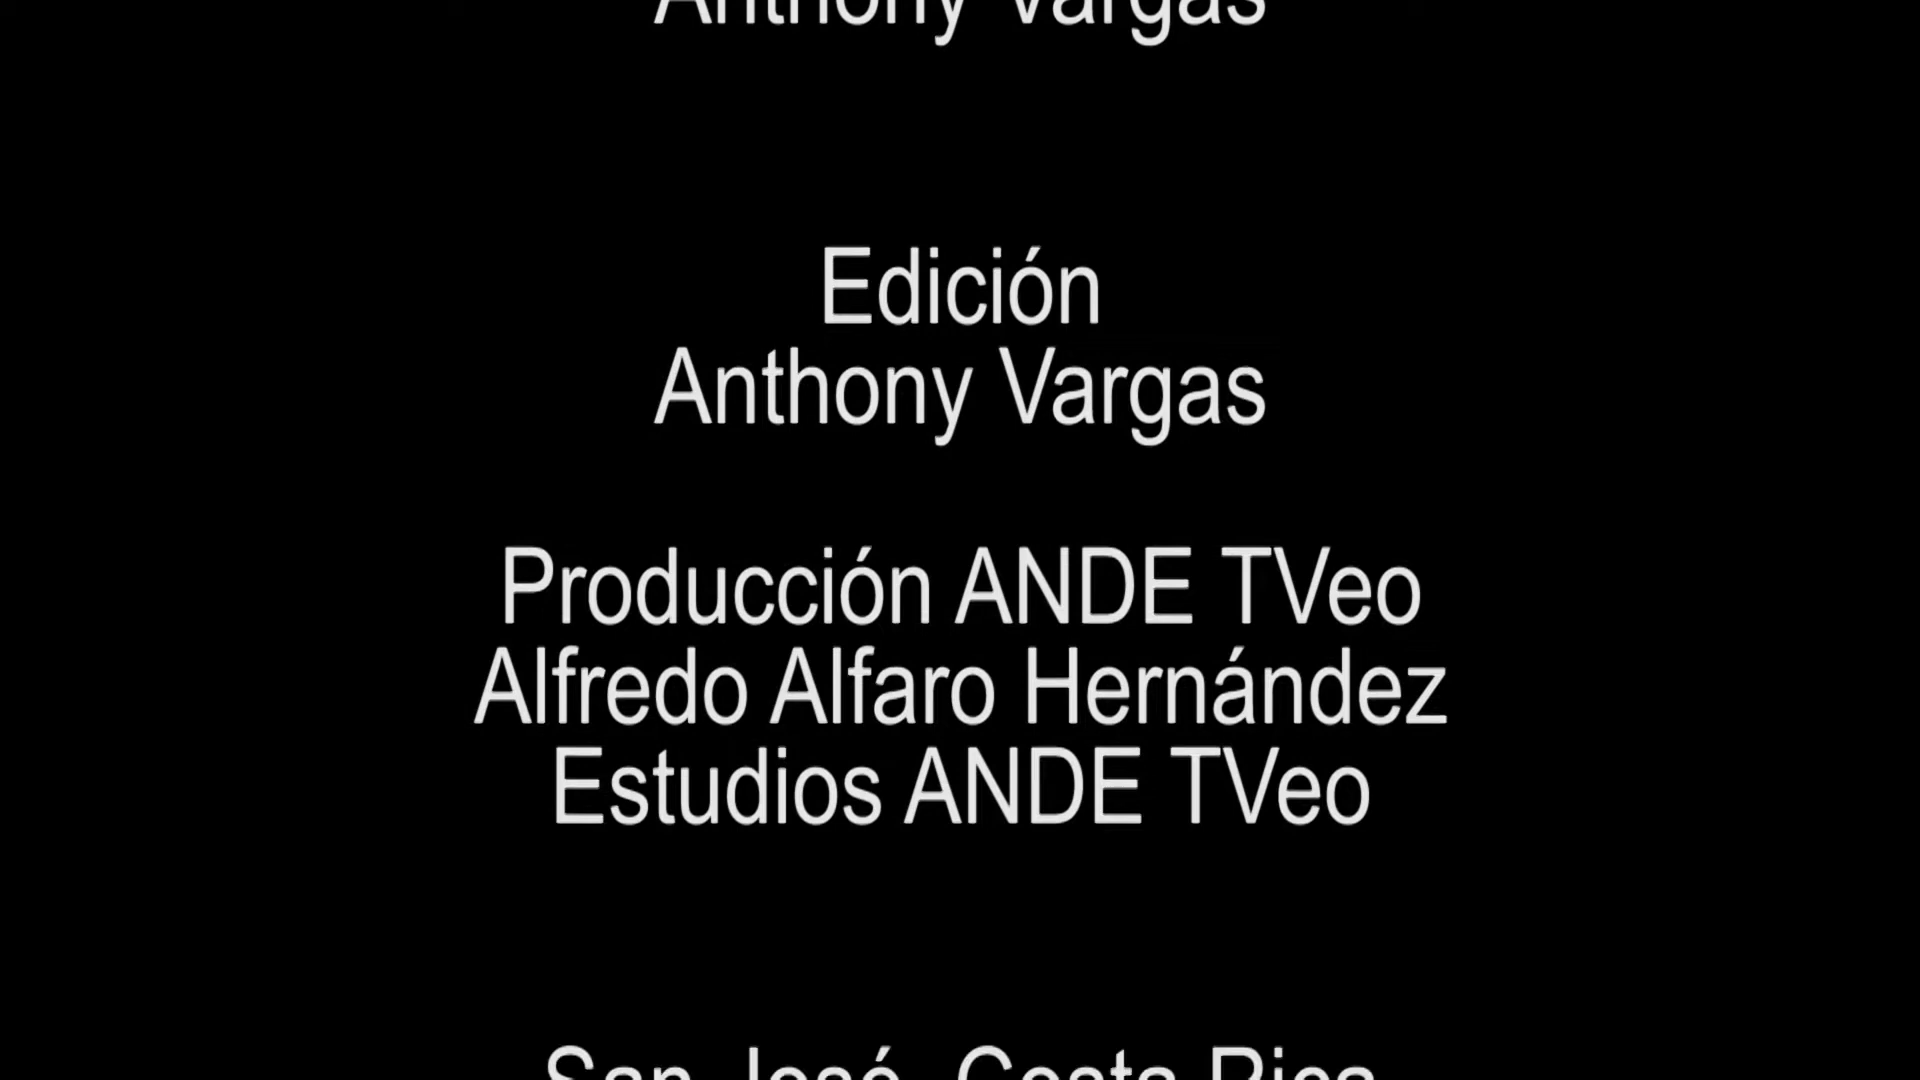 Anthony Vargas
Edición
Anthony Vargas
Producción ANDE TVeo
Alfredo Alfaro Hernández
Estudios ANDE TVeo
San José, Costa Rica